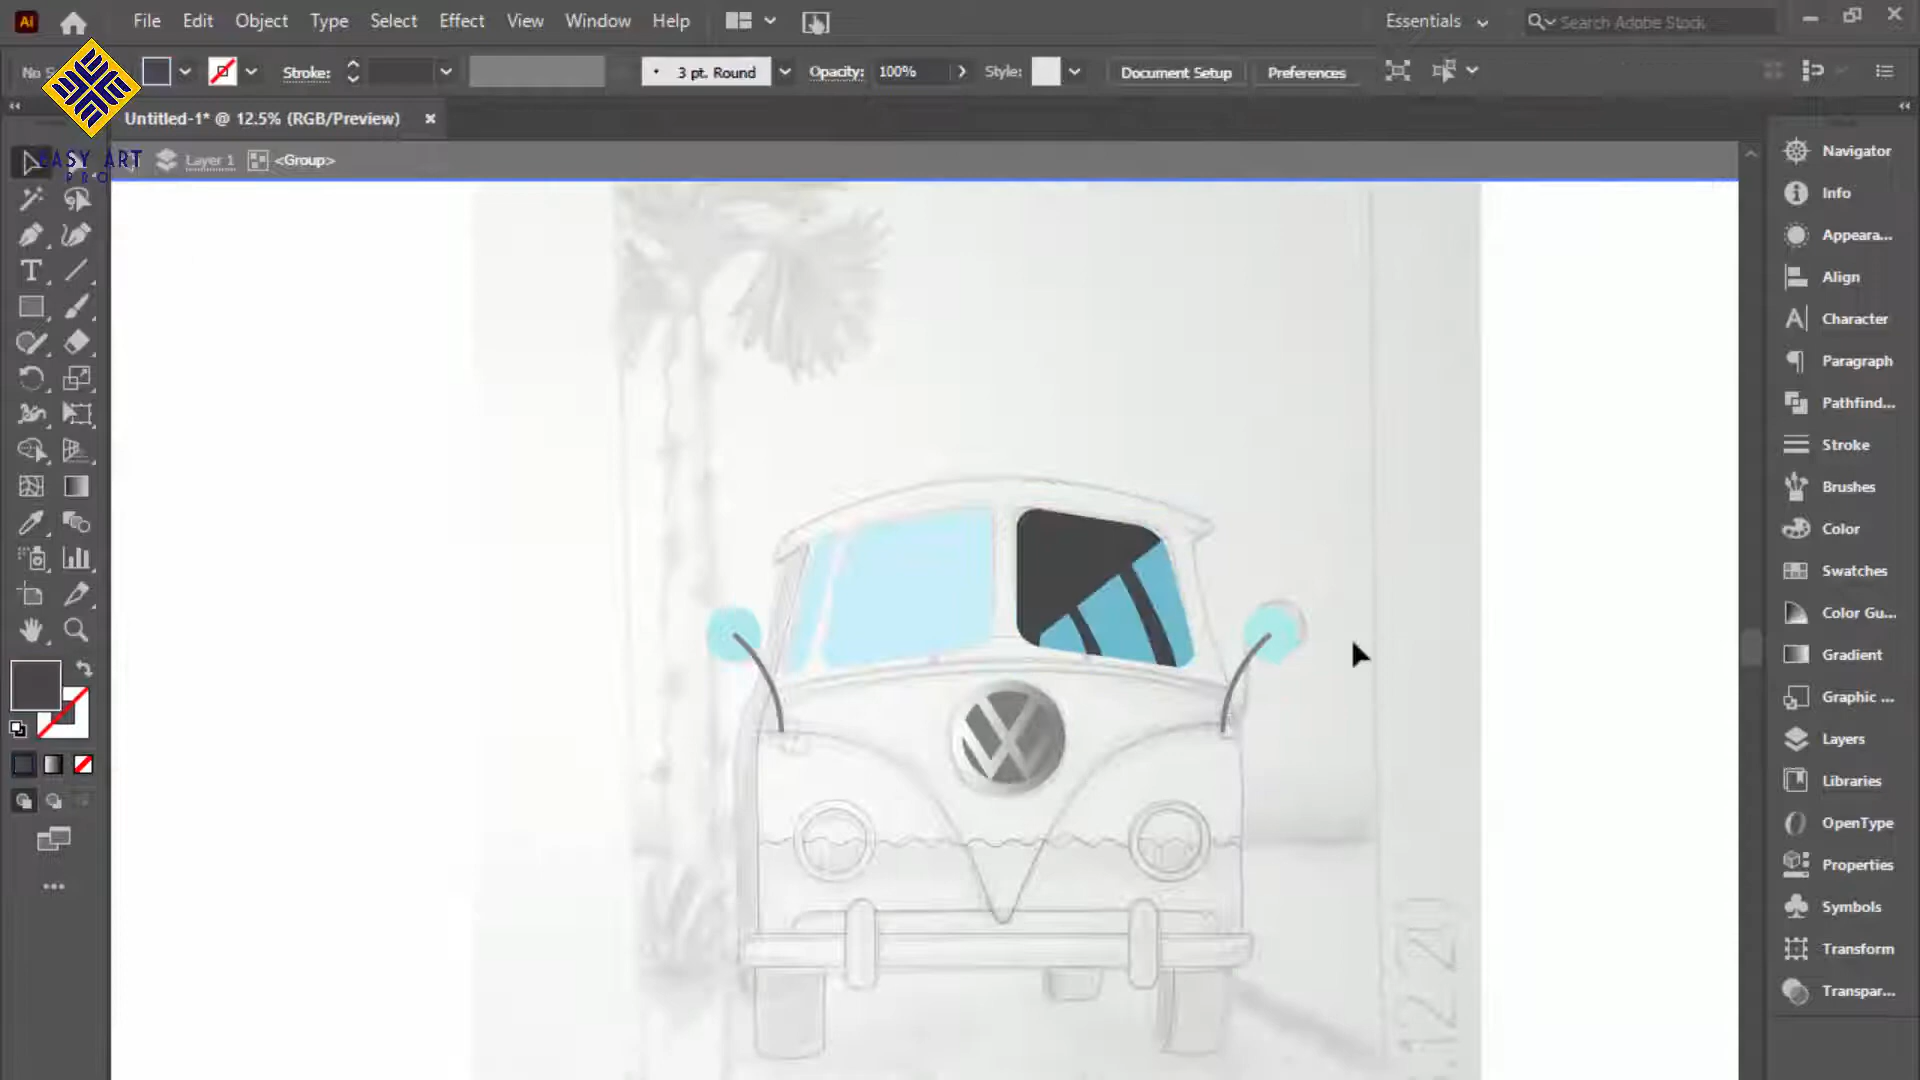 Ai File Edit Object Type Select Effect View Window Help Essentials Search Adobe Stock
Stroke: 3 pt. Round Opacity: 100% Style: Document Setup Preferences
Untitled-1* @ 12.5% (RGB/Preview)
EASY ART
PRO
Layer 1 <Group>
Navigator
Info
Appeara...
Align
Character
Paragraph
Pathfind...
Stroke
Brushes
Color
Swatches
Color Gu...
Gradient
Graphic ...
Layers
Libraries
OpenType
Properties
Symbols
Transform
Transpar...